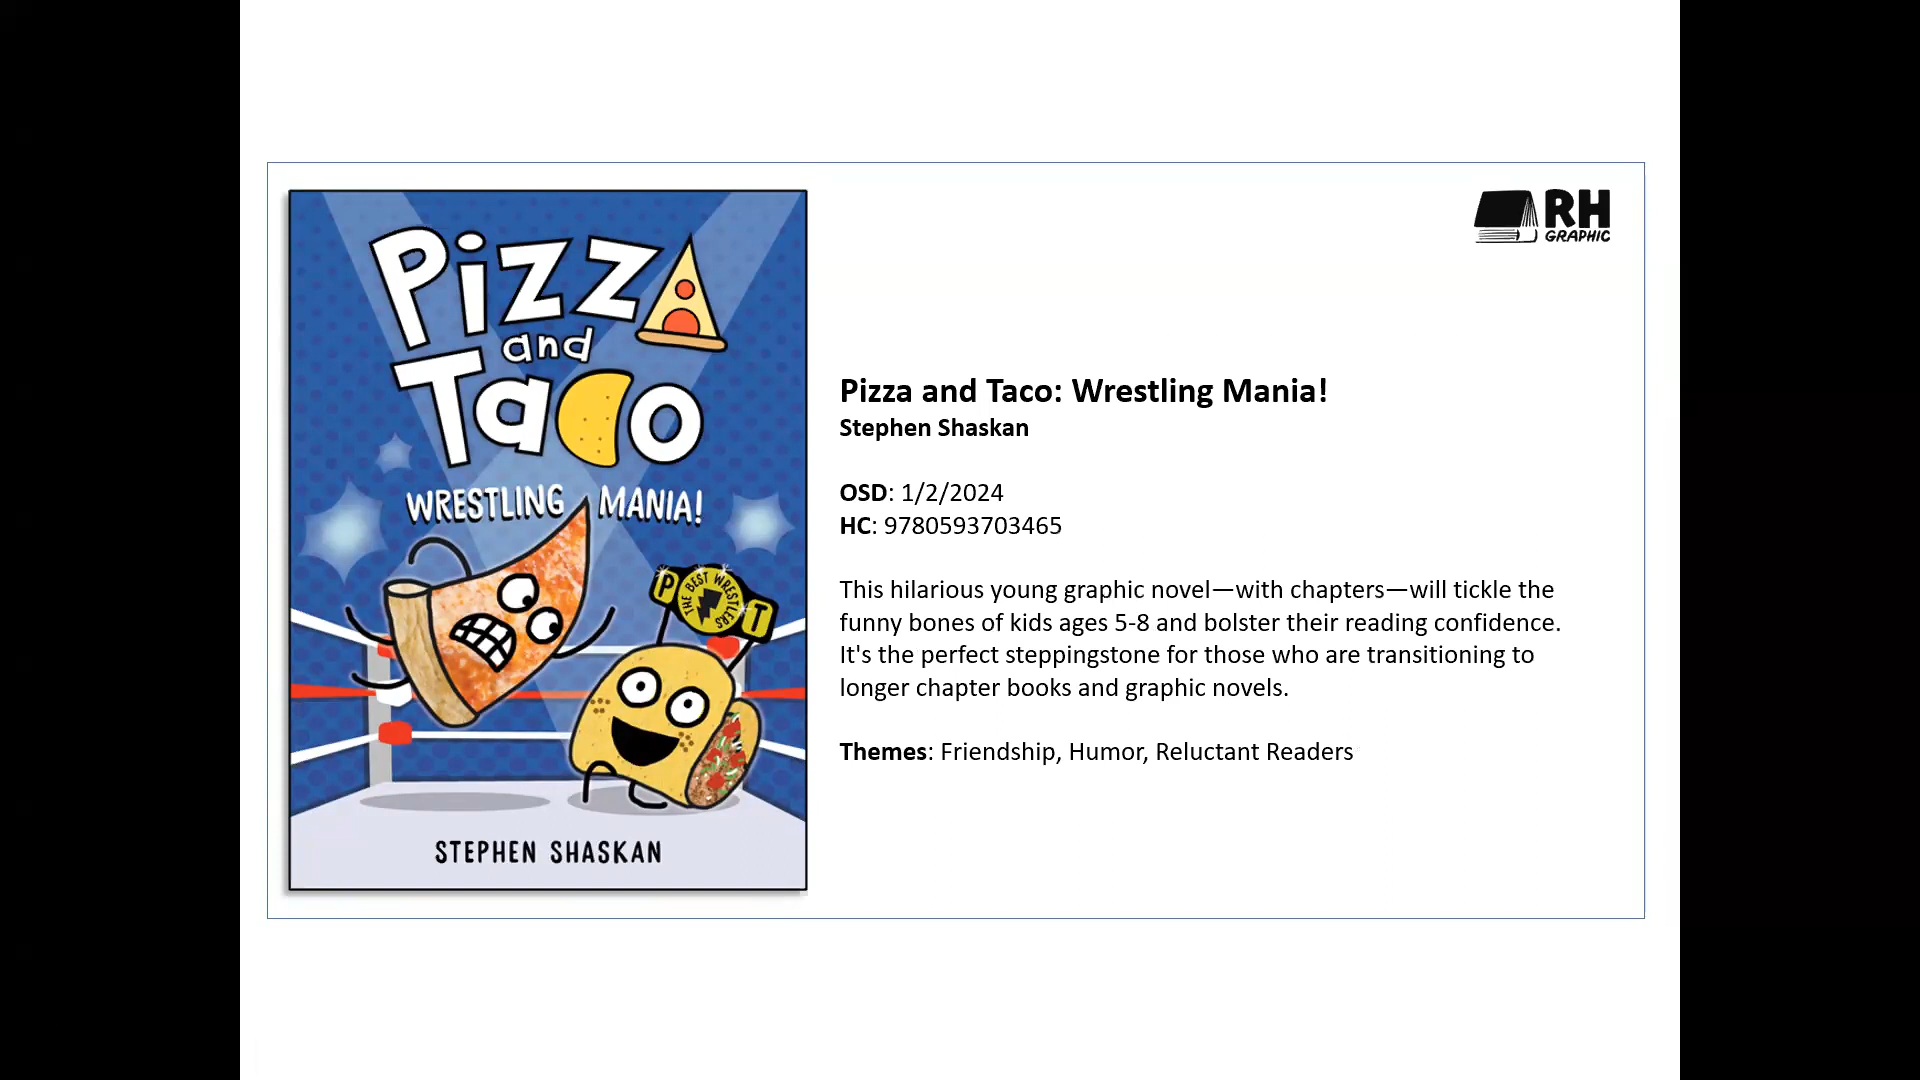 Pizza
and
Taco
WRESTLING MANIA!
P THE BEST WRESTLERS T
STEPHEN SHASKAN
RH
GRAPHIC
Pizza and Taco: Wrestling Mania!
Stephen Shaskan
OSD: 1/2/2024
HC: 9780593703465
This hilarious young graphic novel—with chapters—will tickle the
funny bones of kids ages 5-8 and bolster their reading confidence.
It's the perfect steppingstone for those who are transitioning to
longer chapter books and graphic novels.
Themes: Friendship, Humor, Reluctant Readers